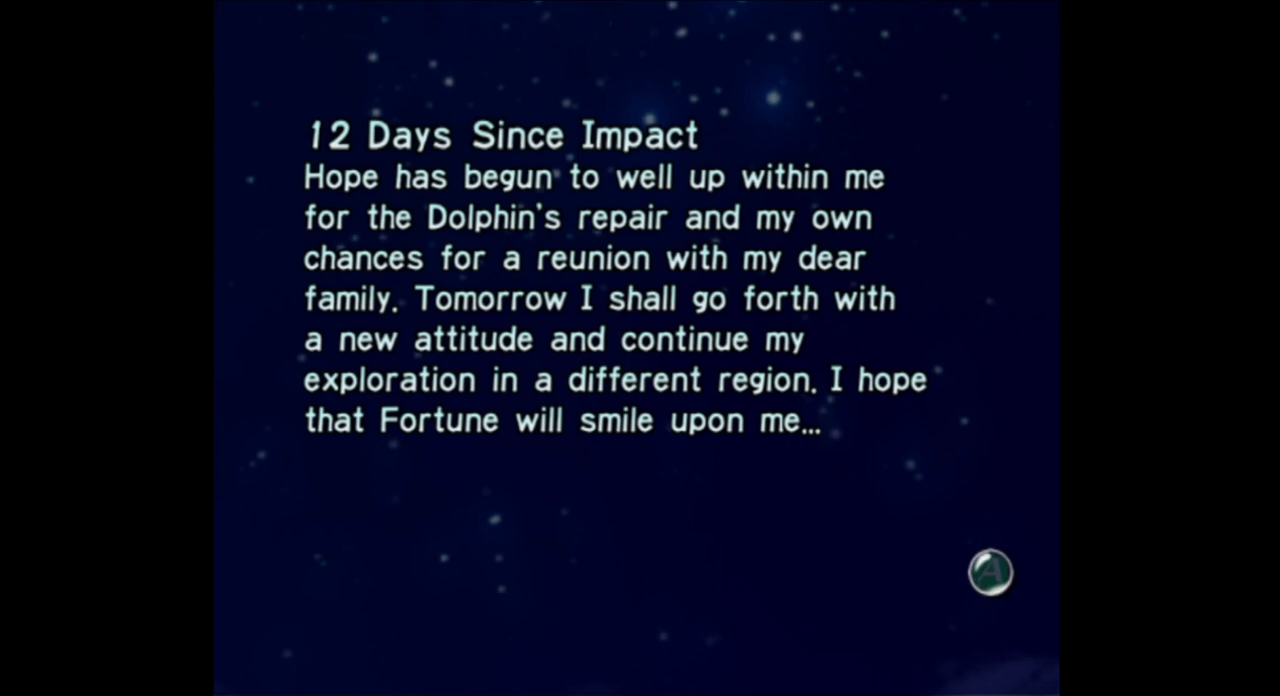 12 Days Since Impact
Hope has begun to well up within me
for the Dolphin's repair and my own
chances for a reunion with my dear
family. Tomorrow I shall go forth with
a new attitude and continue my
exploration in a different region. I hope
that Fortune will smile upon me...
A